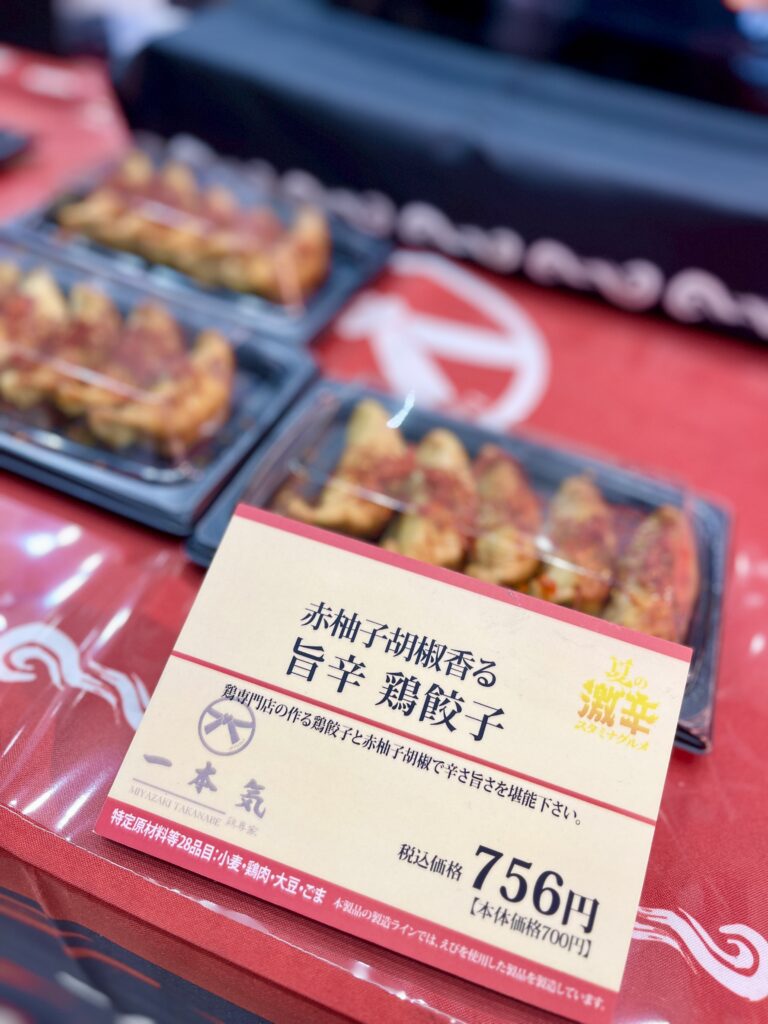 赤柚子胡椒香る
旨辛 鶏餃子
夏の
激辛
スタミナグルメ
鶏専門店の作る鶏餃子と赤柚子胡椒で辛さ旨さを堪能下さい。
一本気
MIYAZAKI TAKANABE 鶏専家
税込価格 756円
【本体価格700円】
特定原材料等28品目：小麦・鶏肉・大豆・ごま
本製品の製造ラインでは、えびを使用した製品を製造しています。